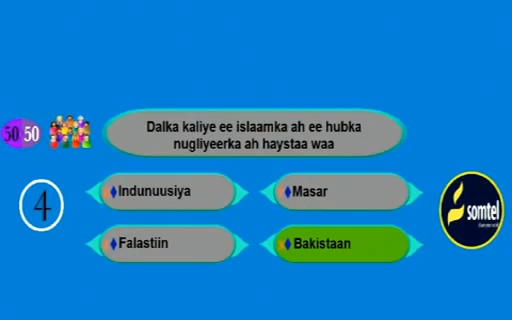 50 50
Dalka kaliye ee islaamka ah ee hubka
nugliyeerka ah haystaa waa
4
Indunuusiya
Masar
somtel
Falastiin
Bakistaan